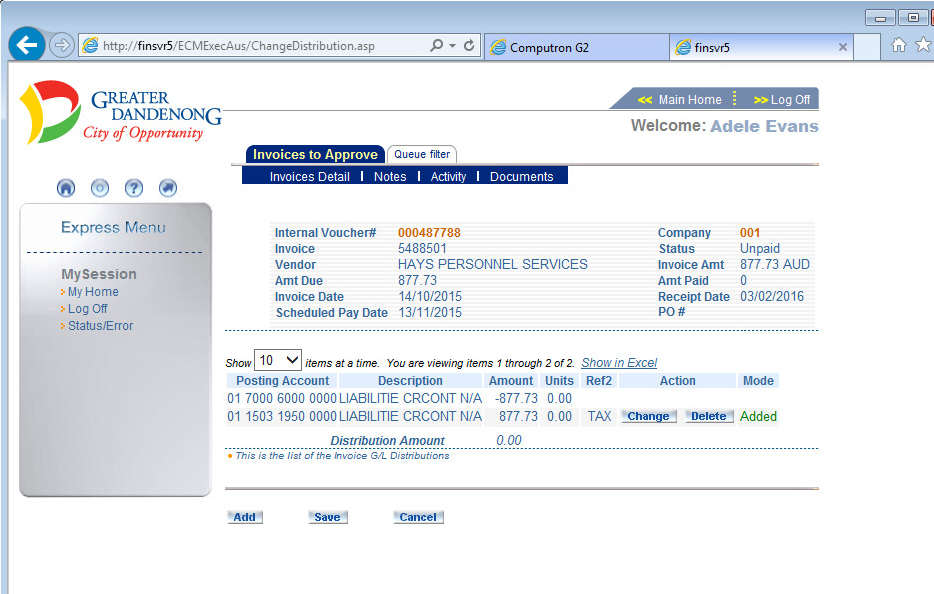 http://finsvr5/ECMExecAus/ChangeDistribution.asp
Computron G2
finsvr5
GREATER
DANDENONG
City of Opportunity
<< Main Home >> Log Off
Welcome: Adele Evans
Invoices to Approve Queue filter
Invoices Detail Notes Activity Documents
Express Menu
MySession
My Home
Log Off
Status/Error
Internal Voucher# 000487788 Company 001
Invoice 5488501 Status Unpaid
Vendor HAYS PERSONNEL SERVICES Invoice Amt 877.73 AUD
Amt Due 877.73 Amt Paid 0
Invoice Date 14/10/2015 Receipt Date 03/02/2016
Scheduled Pay Date 13/11/2015 PO #
Show 10 items at a time. You are viewing items 1 through 2 of 2. Show in Excel
Posting Account Description Amount Units Ref2 Action Mode
01 7000 6000 0000 LIABILITIE CRCONT N/A -877.73 0.00
01 1503 1950 0000 LIABILITIE CRCONT N/A 877.73 0.00 TAX Change Delete Added
Distribution Amount 0.00
This is the list of the Invoice G/L Distributions
Add Save Cancel